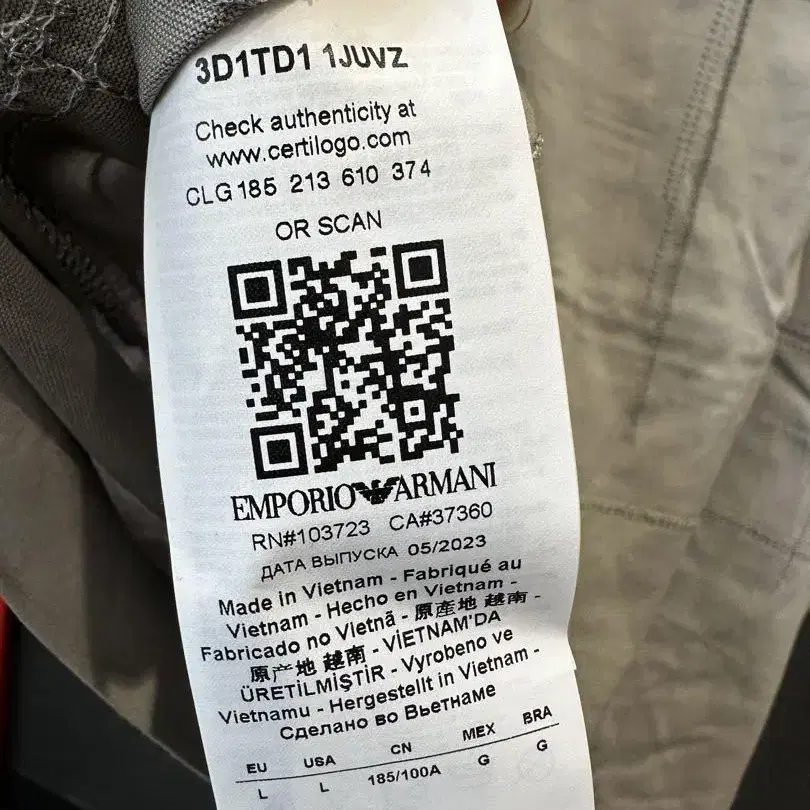 3D1TD1 1JUVZ
Check authenticity at
www.certilogo.com
CLG 185 213 610 374
OR SCAN
EMPORIO ARMANI
RN#103723 CA#37360
ДАТА ВЫПУСКА 05/2023
Made in Vietnam - Fabriqué au
Vietnam - Hecho en Vietnam -
Fabricado no Vietnã - 原產地 越南 -
原产地 越南 - VİETNAM'DA
ÜRETİLMİŞTİR - Vyrobeno ve
Vietnamu - Hergestellt in Vietnam -
Сделано во Вьетнаме
EU USA CN MEX BRA
L L 185/100A G G